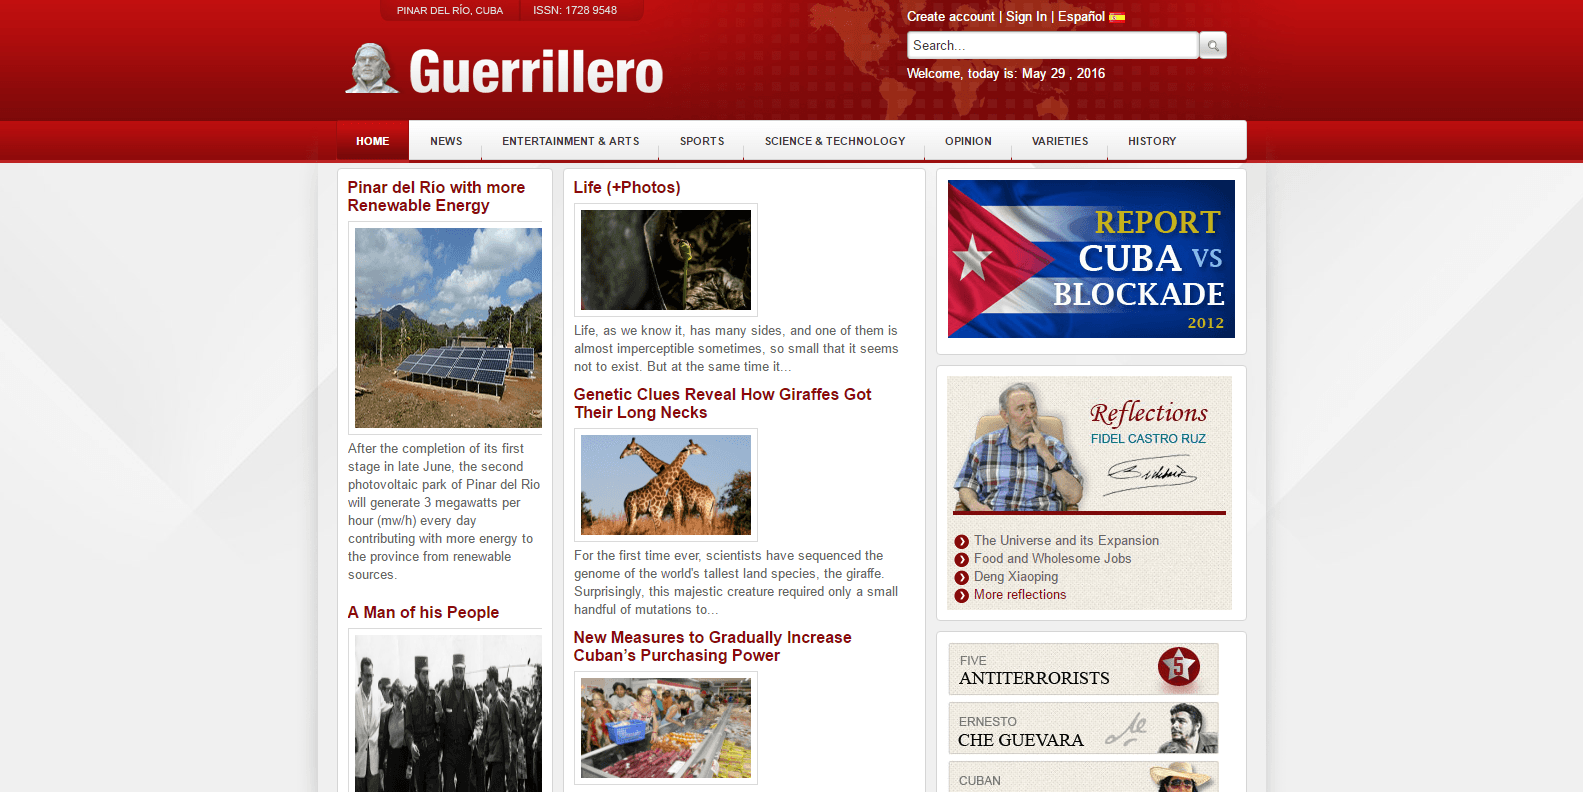 PINAR DEL RÍO, CUBA
ISSN: 1728 9548
Guerrillero
Create account | Sign In | Español
Search...
Welcome, today is: May 29 , 2016
HOME
NEWS
ENTERTAINMENT & ARTS
SPORTS
SCIENCE & TECHNOLOGY
OPINION
VARIETIES
HISTORY
Pinar del Río with more
Renewable Energy
After the completion of its first
stage in late June, the second
photovoltaic park of Pinar del Rio
will generate 3 megawatts per
hour (mw/h) every day
contributing with more energy to
the province from renewable
sources.
A Man of his People
Life (+Photos)
Life, as we know it, has many sides, and one of them is
almost imperceptible sometimes, so small that it seems
not to exist. But at the same time it...
Genetic Clues Reveal How Giraffes Got
Their Long Necks
For the first time ever, scientists have sequenced the
genome of the world's tallest land species, the giraffe.
Surprisingly, this majestic creature required only a small
handful of mutations to...
New Measures to Gradually Increase
Cuban’s Purchasing Power
REPORT
CUBA VS
BLOCKADE
2012
Reflections
FIDEL CASTRO RUZ
The Universe and its Expansion
Food and Wholesome Jobs
Deng Xiaoping
More reflections
FIVE
ANTITERRORISTS
5
ERNESTO
CHE GUEVARA
CUBAN